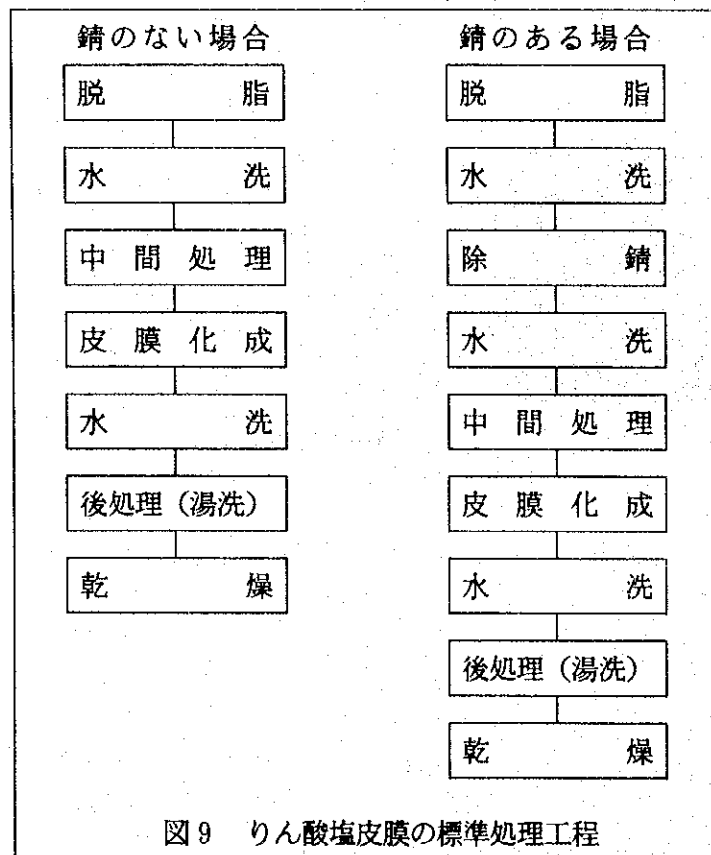 錆のない場合
脱脂
水洗
中間処理
皮膜化成
水洗
後処理（湯洗）
乾燥
錆のある場合
脱脂
水洗
除錆
水洗
中間処理
皮膜化成
水洗
後処理（湯洗）
乾燥
図9 りん酸塩皮膜の標準処理工程